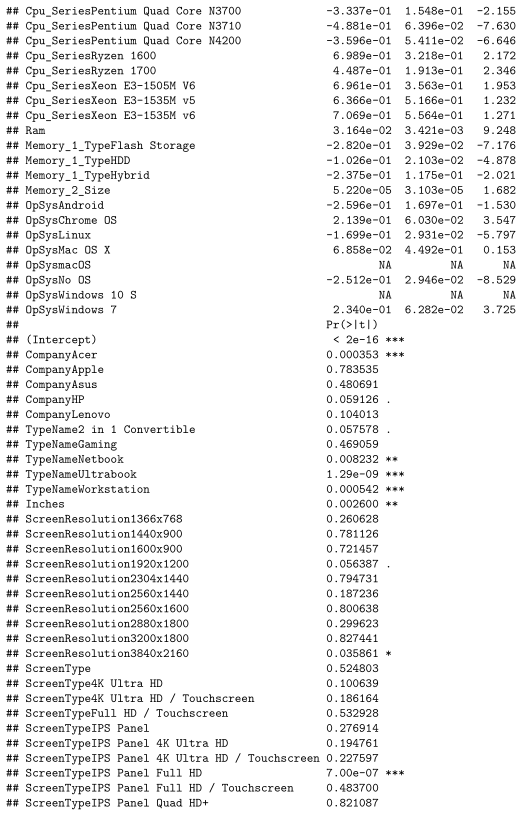 ## Cpu_SeriesPentium Quad Core N3700 -3.337e-01 1.548e-01 -2.155
## Cpu_SeriesPentium Quad Core N3710 -4.881e-01 6.396e-02 -7.630
## Cpu_SeriesPentium Quad Core N4200 -3.596e-01 5.411e-02 -6.646
## Cpu_SeriesRyzen 1600 6.989e-01 3.218e-01 2.172
## Cpu_SeriesRyzen 1700 4.487e-01 1.913e-01 2.346
## Cpu_SeriesXeon E3-1505M V6 6.961e-01 3.563e-01 1.953
## Cpu_SeriesXeon E3-1535M v5 6.366e-01 5.166e-01 1.232
## Cpu_SeriesXeon E3-1535M v6 7.069e-01 5.564e-01 1.271
## Ram 3.164e-02 3.421e-03 9.248
## Memory_1_TypeFlash Storage -2.820e-01 3.929e-02 -7.176
## Memory_1_TypeHDD -1.026e-01 2.103e-02 -4.878
## Memory_1_TypeHybrid -2.375e-01 1.175e-01 -2.021
## Memory_2_Size 5.220e-05 3.103e-05 1.682
## OpSysAndroid -2.596e-01 1.697e-01 -1.530
## OpSysChrome OS 2.139e-01 6.030e-02 3.547
## OpSysLinux -1.699e-01 2.931e-02 -5.797
## OpSysMac OS X 6.858e-02 4.492e-01 0.153
## OpSysmacOS NA NA NA
## OpSysNo OS -2.512e-01 2.946e-02 -8.529
## OpSysWindows 10 S NA NA NA
## OpSysWindows 7 2.340e-01 6.282e-02 3.725
## Pr(>|t|)
## (Intercept) < 2e-16 ***
## CompanyAcer 0.000353 ***
## CompanyApple 0.783535
## CompanyAsus 0.480691
## CompanyHP 0.059126 .
## CompanyLenovo 0.104013
## TypeName2 in 1 Convertible 0.057578 .
## TypeNameGaming 0.469059
## TypeNameNetbook 0.008232 **
## TypeNameUltrabook 1.29e-09 ***
## TypeNameWorkstation 0.000542 ***
## Inches 0.002600 **
## ScreenResolution1366x768 0.260628
## ScreenResolution1440x900 0.781126
## ScreenResolution1600x900 0.721457
## ScreenResolution1920x1200 0.056387 .
## ScreenResolution2304x1440 0.794731
## ScreenResolution2560x1440 0.187236
## ScreenResolution2560x1600 0.800638
## ScreenResolution2880x1800 0.299623
## ScreenResolution3200x1800 0.827441
## ScreenResolution3840x2160 0.035861 *
## ScreenType 0.524803
## ScreenType4K Ultra HD 0.100639
## ScreenType4K Ultra HD / Touchscreen 0.186164
## ScreenTypeFull HD / Touchscreen 0.532928
## ScreenTypeIPS Panel 0.276914
## ScreenTypeIPS Panel 4K Ultra HD 0.194761
## ScreenTypeIPS Panel 4K Ultra HD / Touchscreen 0.227597
## ScreenTypeIPS Panel Full HD 7.00e-07 ***
## ScreenTypeIPS Panel Full HD / Touchscreen 0.483700
## ScreenTypeIPS Panel Quad HD+ 0.821087